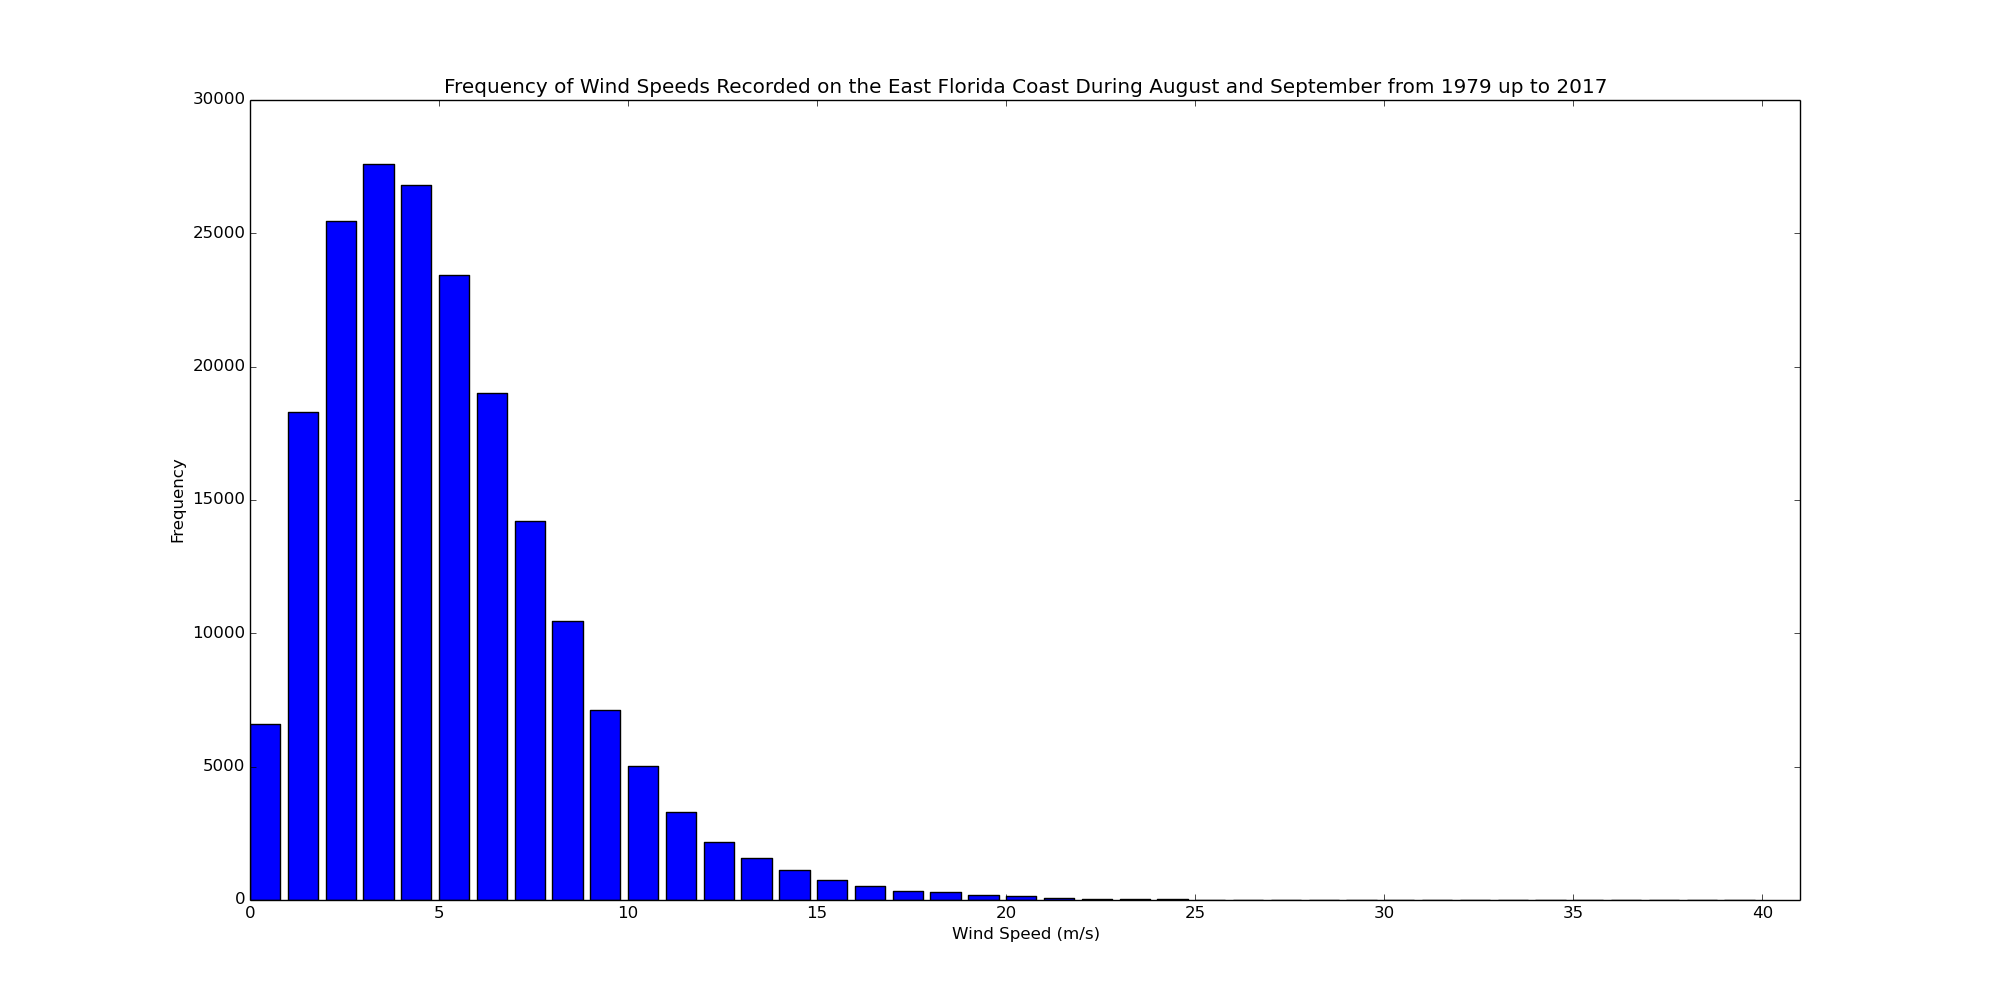 Frequency of Wind Speeds Recorded on the East Florida Coast During August and September from 1979 up to 2017
30000
25000
20000
15000
10000
5000
0
Frequency
0 5 10 15 20 25 30 35 40
Wind Speed (m/s)